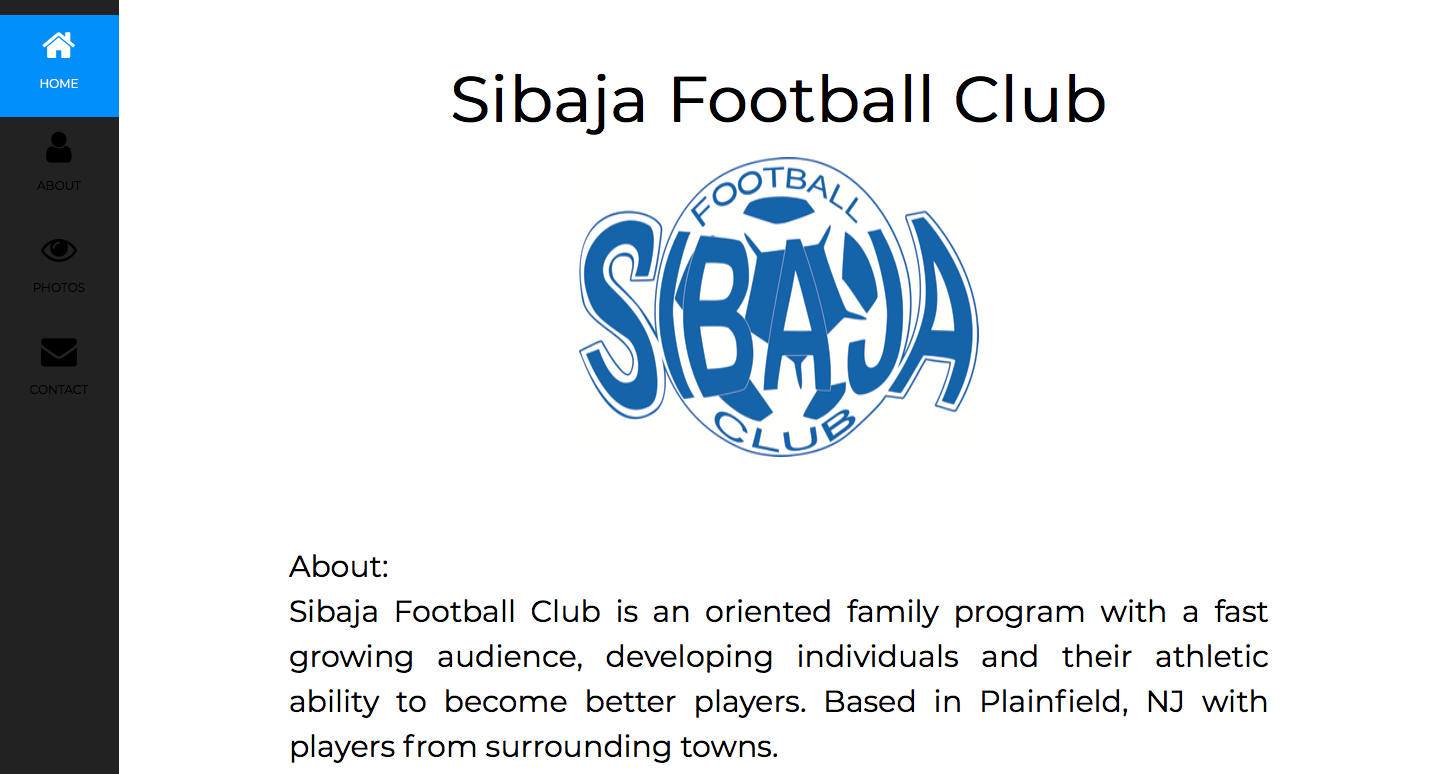 HOME
ABOUT
PHOTOS
CONTACT
Sibaja Football Club
FOOTBALL
SIBAJA
CLUB
About:
Sibaja Football Club is an oriented family program with a fast
growing audience, developing individuals and their athletic
ability to become better players. Based in Plainfield, NJ with
players from surrounding towns.